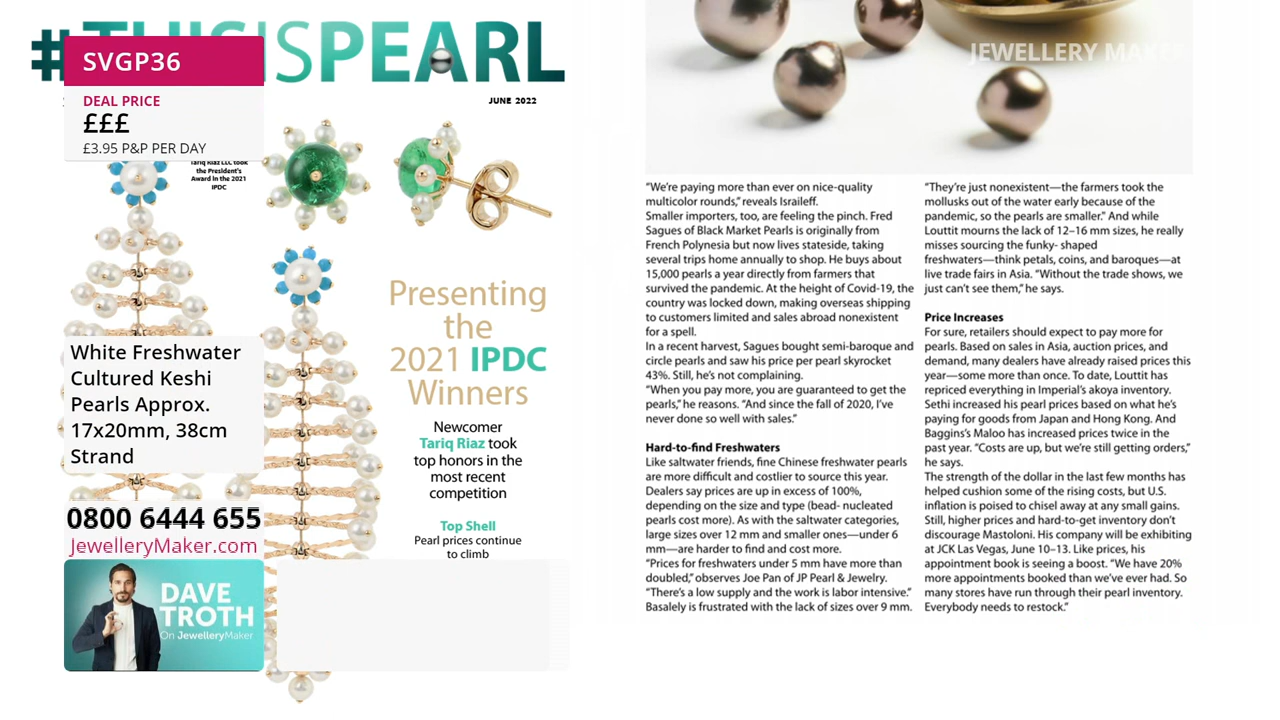 #THISISPEARL
SVGP36
DEAL PRICE
£££
£3.95 P&P PER DAY
JUNE 2022
Tariq Riaz LLC took
the President's
Award in the 2021
IPDC
Presenting
the
2021 IPDC
Winners
Newcomer
Tariq Riaz took
top honors in the
most recent
competition
Top Shell
Pearl prices continue
to climb
White Freshwater
Cultured Keshi
Pearls Approx.
17x20mm, 38cm
Strand
0800 6444 655
JewelleryMaker.com
DAVE
TROTH
On JewelleryMaker
JEWELLERY MAKER
“We’re paying more than ever on nice-quality
multicolor rounds,” reveals Israileff.
Smaller importers, too, are feeling the pinch. Fred
Sagues of Black Market Pearls is originally from
French Polynesia but now lives stateside, taking
several trips home annually to shop. He buys about
15,000 pearls a year directly from farmers that
survived the pandemic. At the height of Covid-19, the
country was locked down, making overseas shipping
to customers limited and sales abroad nonexistent
for a spell.
In a recent harvest, Sagues bought semi-baroque and
circle pearls and saw his price per pearl skyrocket
43%. Still, he’s not complaining.
“When you pay more, you are guaranteed to get the
pearls,” he reasons. “And since the fall of 2020, I’ve
never done so well with sales.”
Hard-to-find Freshwaters
Like saltwater friends, fine Chinese freshwater pearls
are more difficult and costlier to source this year.
Dealers say prices are up in excess of 100%,
depending on the size and type (bead- nucleated
pearls cost more). As with the saltwater categories,
large sizes over 12 mm and smaller ones—under 6
mm—are harder to find and cost more.
“Prices for freshwaters under 5 mm have more than
doubled,” observes Joe Pan of JP Pearl & Jewelry.
“There’s a low supply and the work is labor intensive.”
Basalely is frustrated with the lack of sizes over 9 mm.
“They’re just nonexistent—the farmers took the
mollusks out of the water early because of the
pandemic, so the pearls are smaller.” And while
Louttit mourns the lack of 12–16 mm sizes, he really
misses sourcing the funky- shaped
freshwaters—think petals, coins, and baroques—at
live trade fairs in Asia. “Without the trade shows, we
just can’t see them,” he says.
Price Increases
For sure, retailers should expect to pay more for
pearls. Based on sales in Asia, auction prices, and
demand, many dealers have already raised prices this
year—some more than once. To date, Louttit has
repriced everything in Imperial’s akoya inventory.
Sethi increased his pearl prices based on what he’s
paying for goods from Japan and Hong Kong. And
Baggins’s Maloo has increased prices twice in the
past year. “Costs are up, but we’re still getting orders,”
he says.
The strength of the dollar in the last few months has
helped cushion some of the rising costs, but U.S.
inflation is poised to chisel away at any small gains.
Still, higher prices and hard-to-get inventory don’t
discourage Mastoloni. His company will be exhibiting
at JCK Las Vegas, June 10–13. Like prices, his
appointment book is seeing a boost. “We have 20%
more appointments booked than we’ve ever had. So
many stores have run through their pearl inventory.
Everybody needs to restock.”